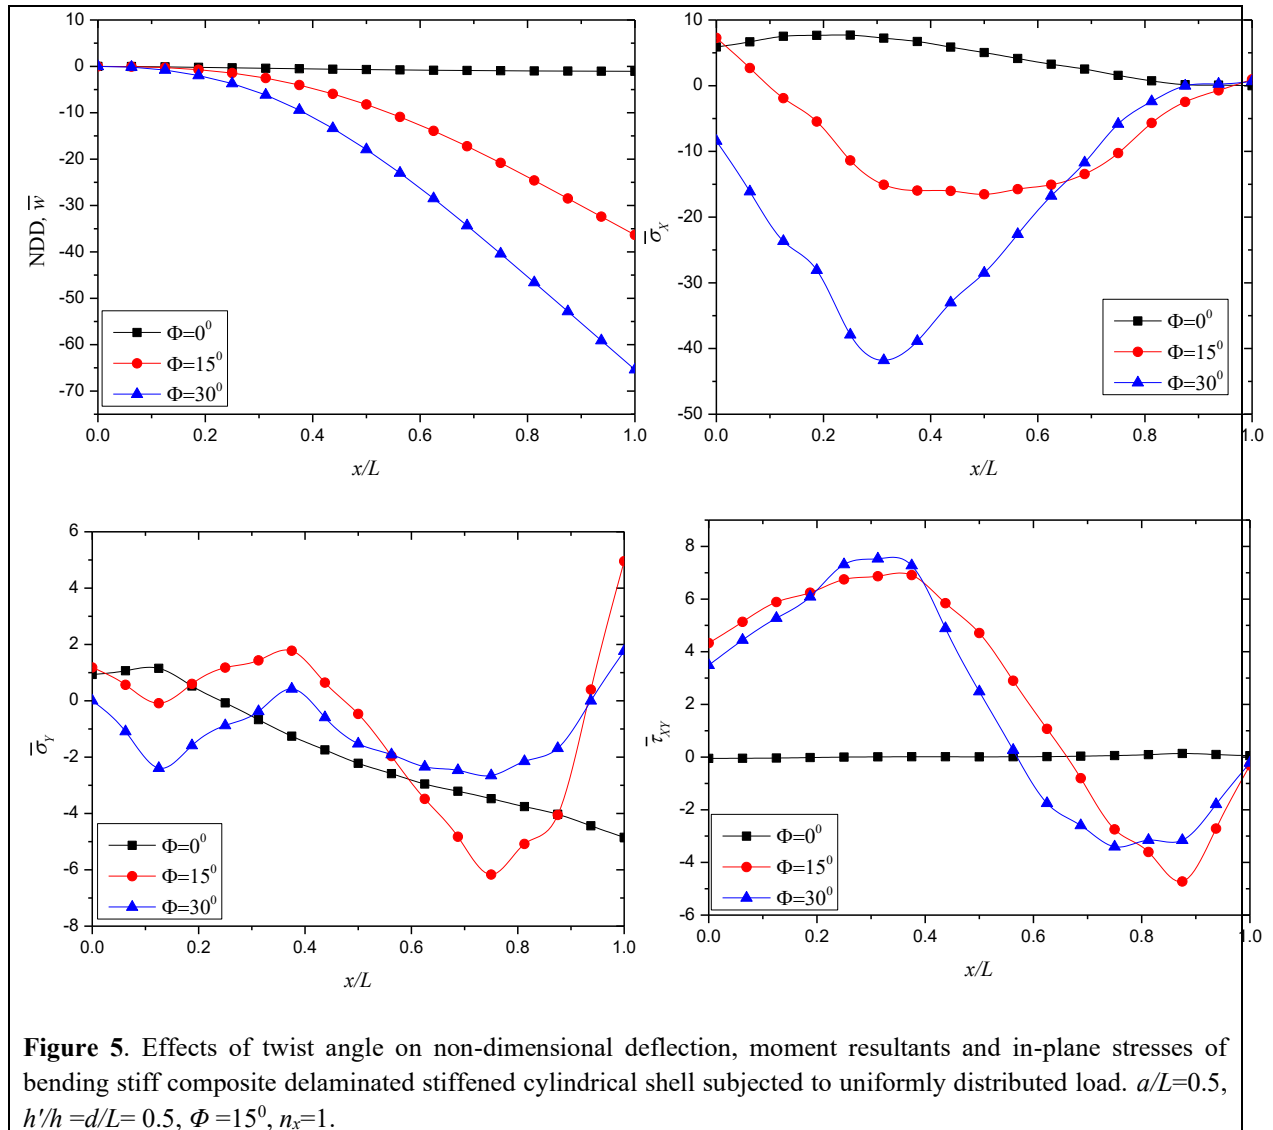 10
0
-10
-20
-30
-40
-50
-60
-70
NDD, w̅
0.0 0.2 0.4 0.6 0.8 1.0
x/L
Φ=0⁰
Φ=15⁰
Φ=30⁰
10
0
-10
-20
-30
-40
-50
σ̅X
0.0 0.2 0.4 0.6 0.8 1.0
x/L
Φ=0⁰
Φ=15⁰
Φ=30⁰
6
4
2
0
-2
-4
-6
-8
σ̅Y
0.0 0.2 0.4 0.6 0.8 1.0
x/L
Φ=0⁰
Φ=15⁰
Φ=30⁰
8
6
4
2
0
-2
-4
-6
τ̅XY
0.0 0.2 0.4 0.6 0.8 1.0
x/L
Φ=0⁰
Φ=15⁰
Φ=30⁰
Figure 5. Effects of twist angle on non-dimensional deflection, moment resultants and in-plane stresses of
bending stiff composite delaminated stiffened cylindrical shell subjected to uniformly distributed load. a/L=0.5,
h'/h =d/L= 0.5, Φ =15⁰, nx=1.